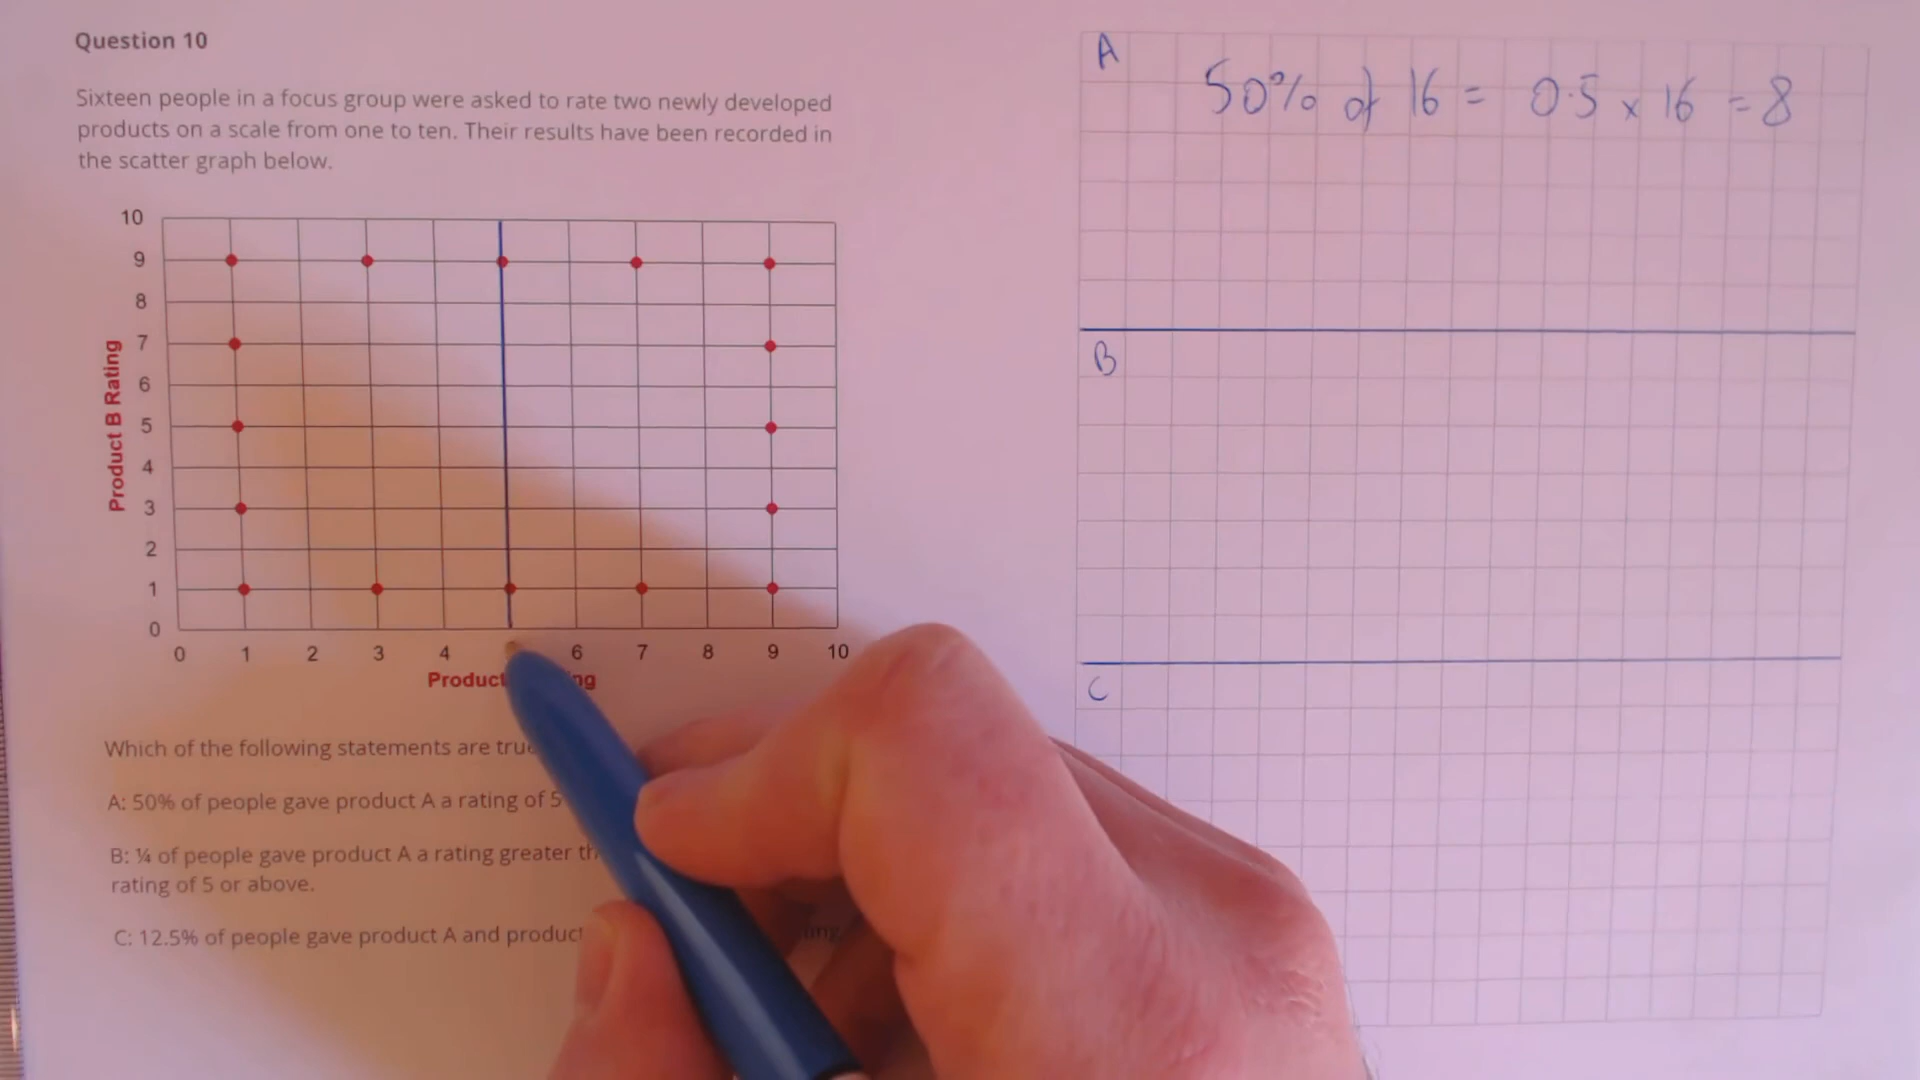 Question 10
Sixteen people in a focus group were asked to rate two newly developed
products on a scale from one to ten. Their results have been recorded in
the scatter graph below.
10
9
8
7
6
5
4
3
2
1
0
Product B Rating
0 1 2 3 4 6 7 8 9 10
Product
Which of the following statements are true
A: 50% of people gave product A a rating of 5
B: ¼ of people gave product A a rating greater
rating of 5 or above.
C: 12.5% of people gave product A and product
A
50% of 16 = 0.5 x 16 = 8
B
C